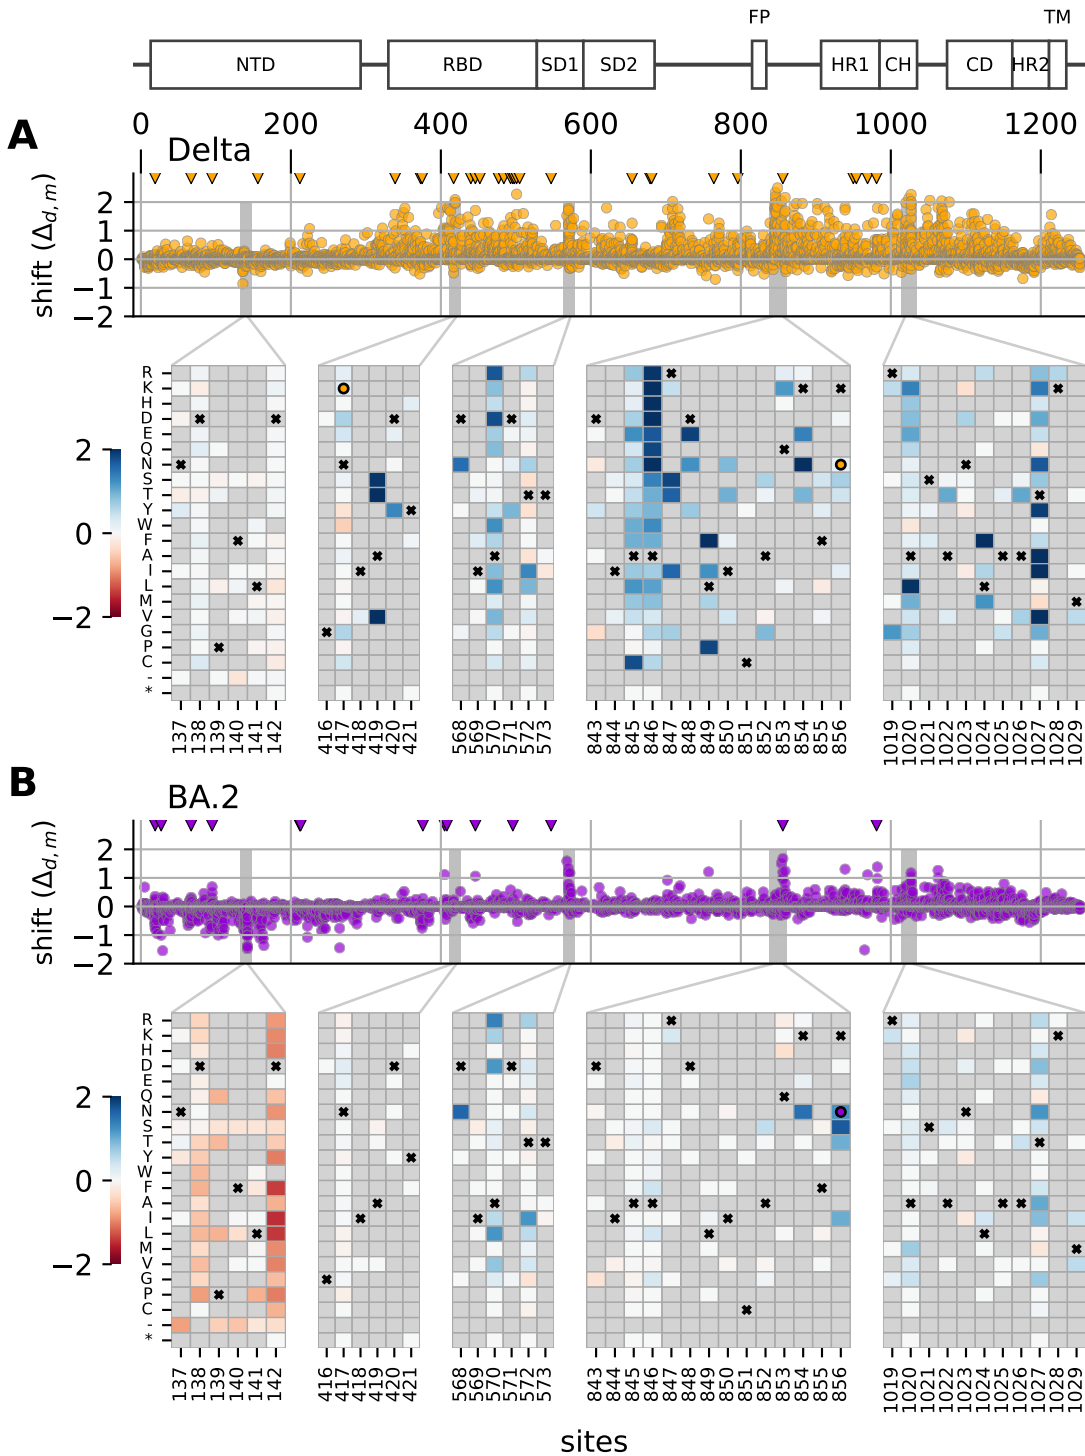 FP TM
NTD RBD SD1 SD2 HR1 CH CD HR2
A
0 200 400 600 800 1000 1200
Delta
shift (Δd,m)
2
1
0
−1
−2
R
K
H
D
E
Q
N
S
T
Y
W
F
A
I
L
M
V
G
P
C
-
*
2
0
−2
137 138 139 140 141 142
416 417 418 419 420 421
568 569 570 571 572 573
843 844 845 846 847 848 849 850 851 852 853 854 855 856
1019 1020 1021 1022 1023 1024 1025 1026 1027 1028 1029
B
BA.2
shift (Δd,m)
2
1
0
−1
−2
R
K
H
D
E
Q
N
S
T
Y
W
F
A
I
L
M
V
G
P
C
-
*
2
0
−2
137 138 139 140 141 142
416 417 418 419 420 421
568 569 570 571 572 573
843 844 845 846 847 848 849 850 851 852 853 854 855 856
1019 1020 1021 1022 1023 1024 1025 1026 1027 1028 1029
sites